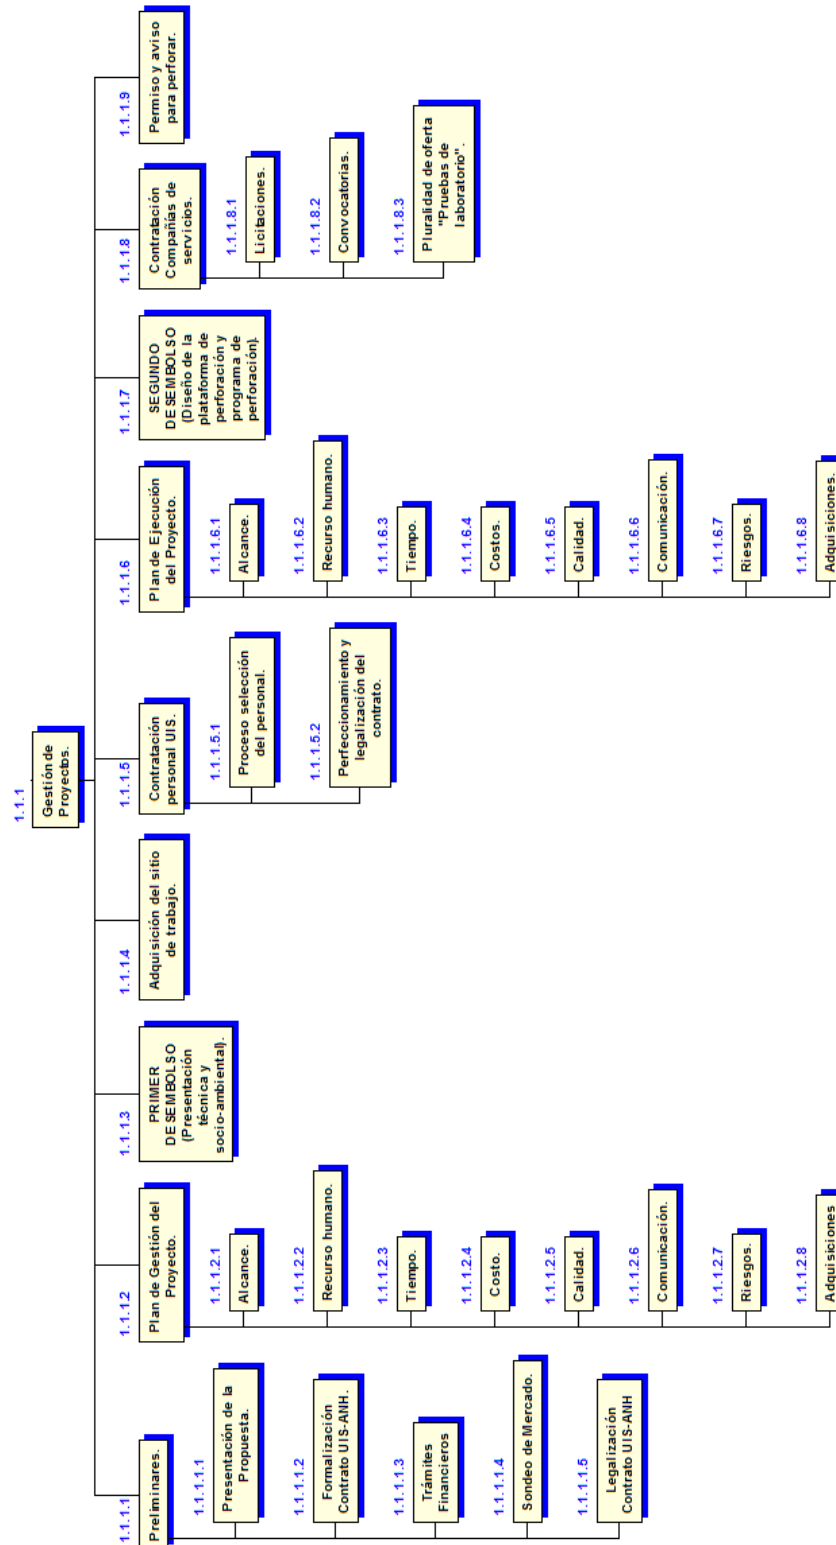 1.1.1
Gestión de
Proyectos.
1.1.1.1
Preliminares.
1.1.1.1.1
Presentación de la
Propuesta.
1.1.1.1.2
Formalización
Contrato UIS-ANH.
1.1.1.1.3
Trámites
Financieros
1.1.1.1.4
Sondeo de Mercado.
1.1.1.1.5
Legalización
Contrato UIS-ANH
1.1.1.2
Plan de Gestión del
Proyecto.
1.1.1.2.1
Alcance.
1.1.1.2.2
Recurso humano.
1.1.1.2.3
Tiempo.
1.1.1.2.4
Costo.
1.1.1.2.5
Calidad.
1.1.1.2.6
Comunicación.
1.1.1.2.7
Riesgos.
1.1.1.2.8
Adquisiciones
1.1.1.3
PRIMER
DESEMBOLSO
(Presentación
técnica y
socio-ambiental).
1.1.1.4
Adquisición del sitio
de trabajo.
1.1.1.5
Contratación
personal UIS.
1.1.1.5.1
Proceso selección
del personal.
1.1.1.5.2
Perfeccionamiento y
legalización del
contrato.
1.1.1.6
Plan de Ejecución
del Proyecto.
1.1.1.6.1
Alcance.
1.1.1.6.2
Recurso humano.
1.1.1.6.3
Tiempo.
1.1.1.6.4
Costos.
1.1.1.6.5
Calidad.
1.1.1.6.6
Comunicación.
1.1.1.6.7
Riesgos.
1.1.1.6.8
Adquisiciones.
1.1.1.7
SEGUNDO
DESEMBOLSO
(Diseño de la
plataforma de
perforación y
programa de
perforación).
1.1.1.8
Contratación
Compañías de
servicios.
1.1.1.8.1
Licitaciones.
1.1.1.8.2
Convocatorias.
1.1.1.8.3
Pluralidad de oferta
"Pruebas de
laboratorio".
1.1.1.9
Permiso y aviso
para perforar.